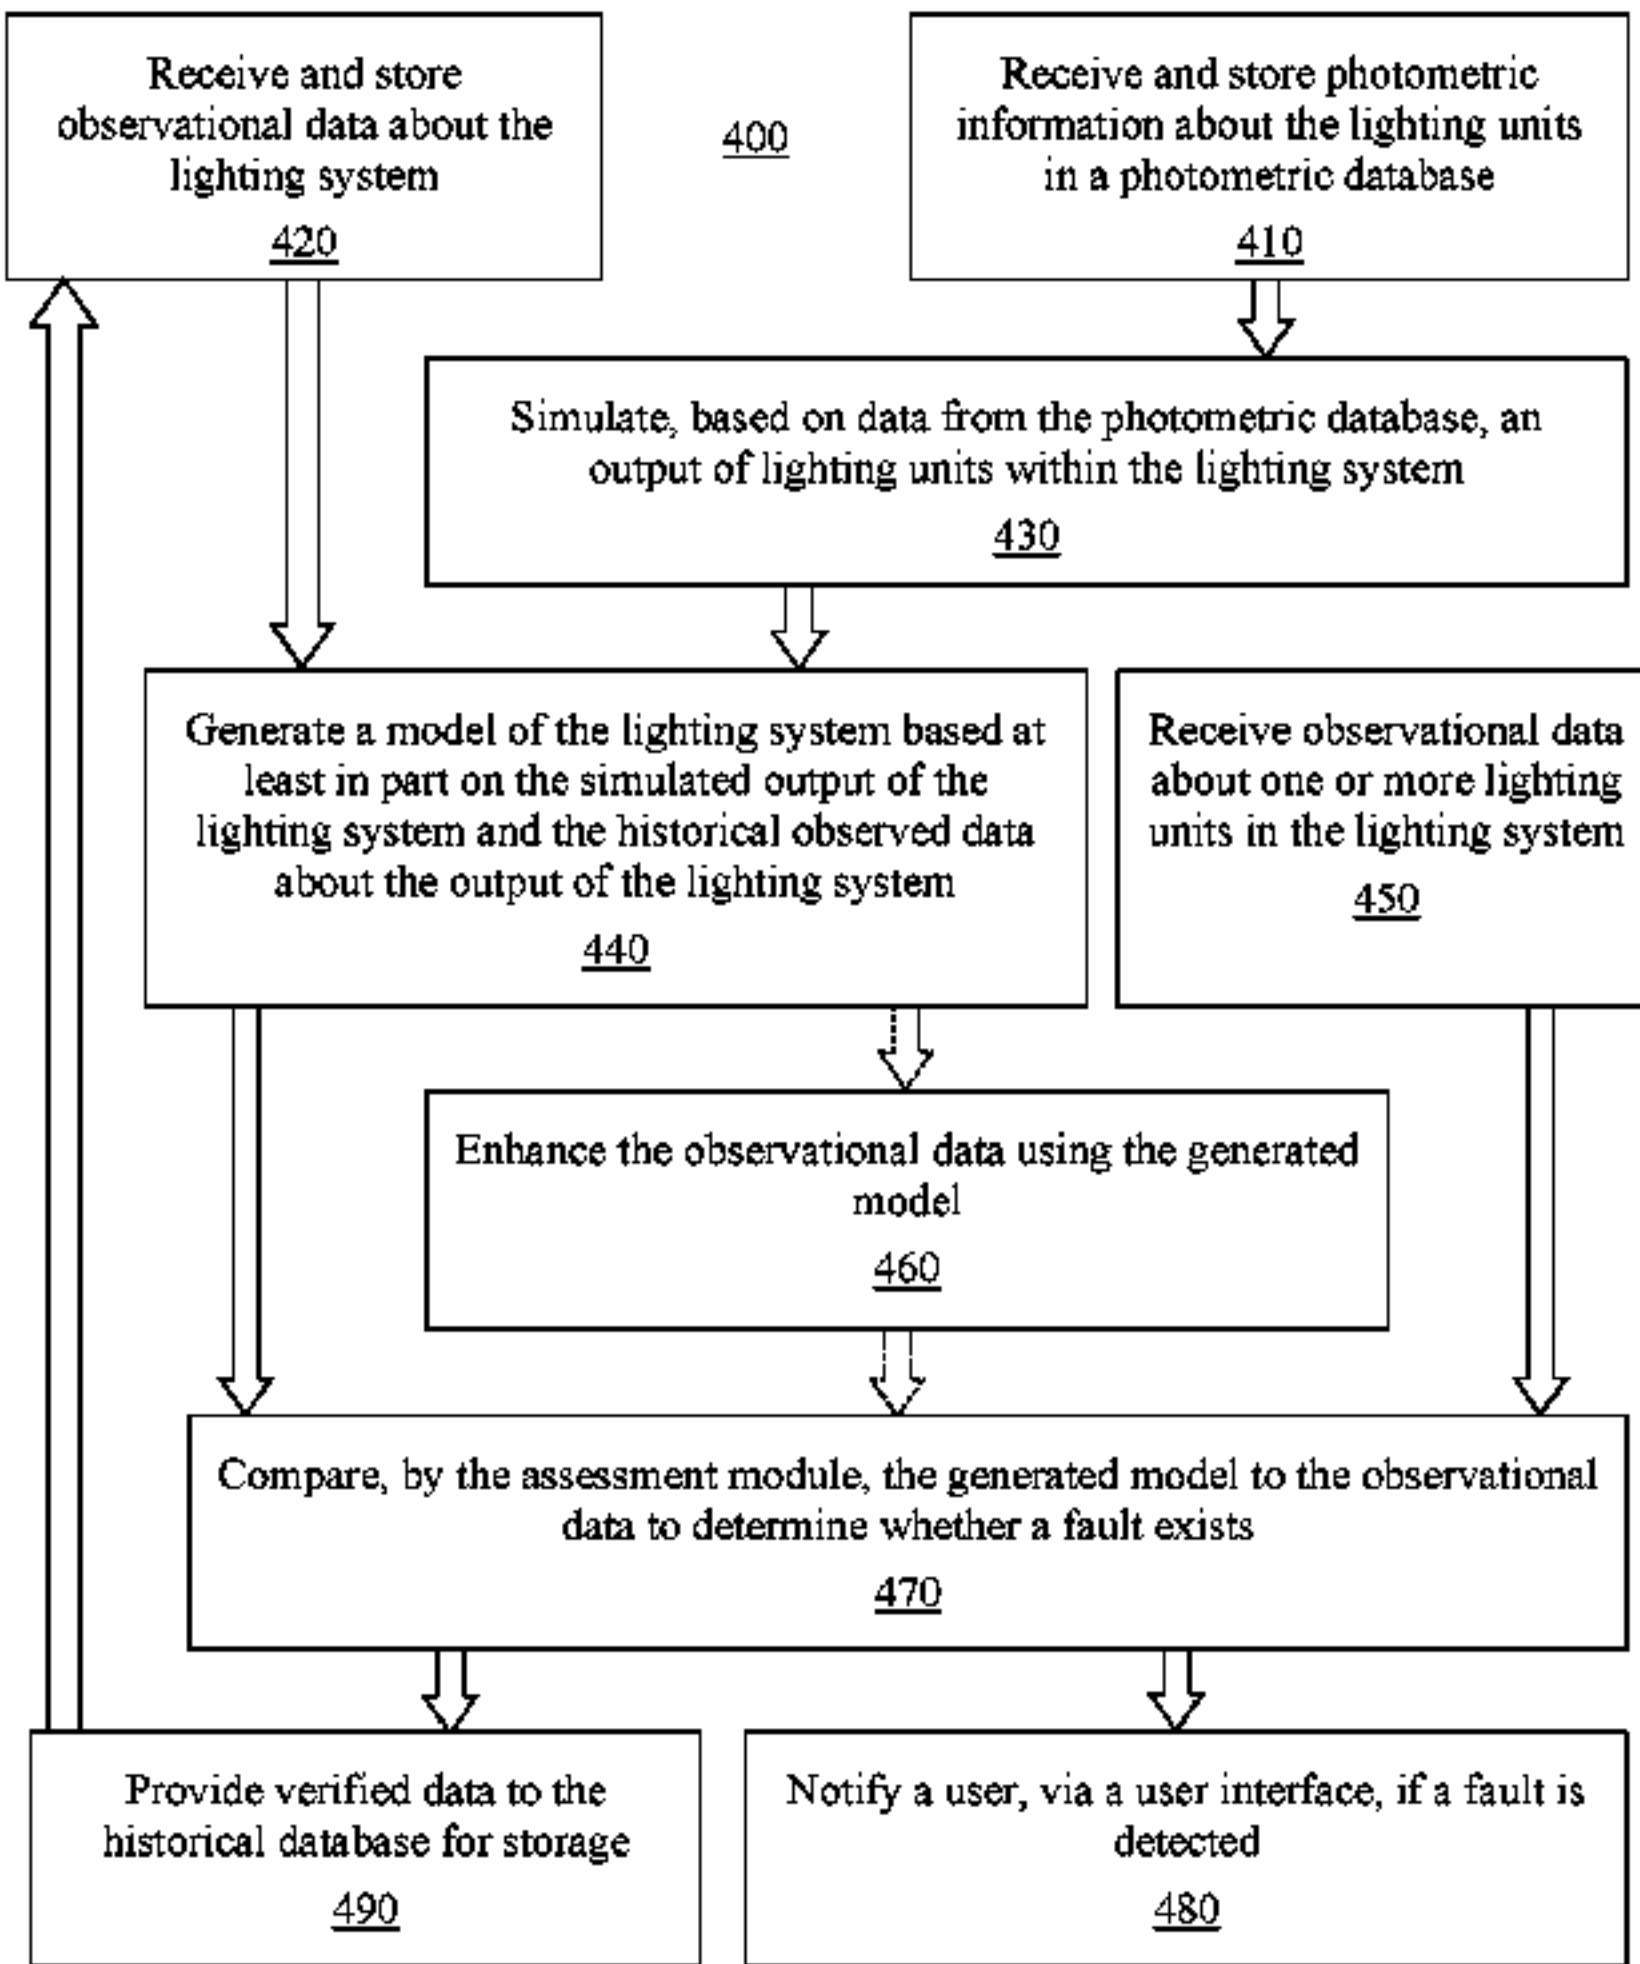 Receive and store
observational data about the
lighting system
420
400
Receive and store photometric
information about the lighting units
in a photometric database
410
Simulate, based on data from the photometric database, an
output of lighting units within the lighting system
430
Generate a model of the lighting system based at
least in part on the simulated output of the
lighting system and the historical observed data
about the output of the lighting system
440
Receive observational data
about one or more lighting
units in the lighting system
450
Enhance the observational data using the generated
model
460
Compare, by the assessment module, the generated model to the observational
data to determine whether a fault exists
470
Provide verified data to the
historical database for storage
490
Notify a user, via a user interface, if a fault is
detected
480